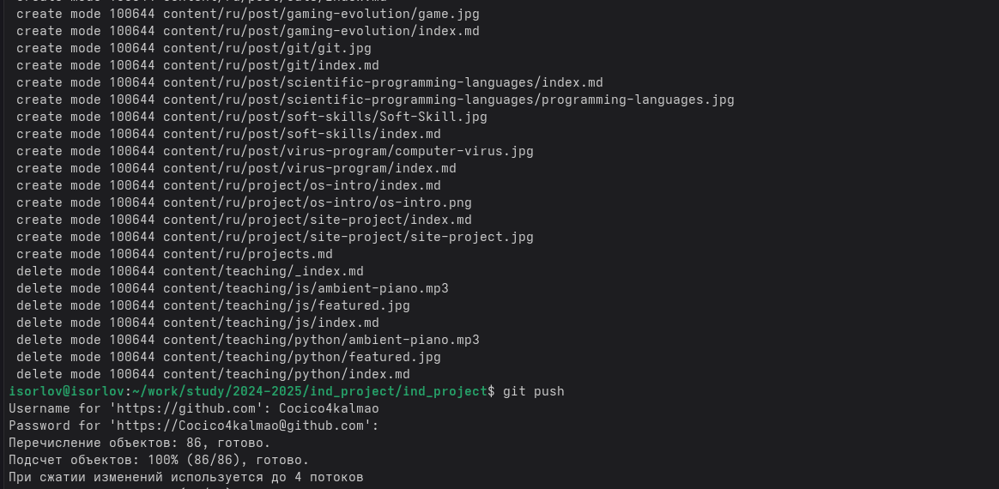 create mode 100644 content/ru/post/gaming-evolution/game.jpg
create mode 100644 content/ru/post/gaming-evolution/index.md
create mode 100644 content/ru/post/git/git.jpg
create mode 100644 content/ru/post/git/index.md
create mode 100644 content/ru/post/scientific-programming-languages/index.md
create mode 100644 content/ru/post/scientific-programming-languages/programming-languages.jpg
create mode 100644 content/ru/post/soft-skills/Soft-Skill.jpg
create mode 100644 content/ru/post/soft-skills/index.md
create mode 100644 content/ru/post/virus-program/computer-virus.jpg
create mode 100644 content/ru/post/virus-program/index.md
create mode 100644 content/ru/project/os-intro/index.md
create mode 100644 content/ru/project/os-intro/os-intro.png
create mode 100644 content/ru/project/site-project/index.md
create mode 100644 content/ru/project/site-project/site-project.jpg
create mode 100644 content/ru/projects.md
delete mode 100644 content/teaching/_index.md
delete mode 100644 content/teaching/js/ambient-piano.mp3
delete mode 100644 content/teaching/js/featured.jpg
delete mode 100644 content/teaching/js/index.md
delete mode 100644 content/teaching/python/ambient-piano.mp3
delete mode 100644 content/teaching/python/featured.jpg
delete mode 100644 content/teaching/python/index.md
isorlov@isorlov:~/work/study/2024-2025/ind_project/ind_project$ git push
Username for 'https://github.com': Cocico4kalmao
Password for 'https://Cocico4kalmao@github.com':
Перечисление объектов: 86, готово.
Подсчет объектов: 100% (86/86), готово.
При сжатии изменений используется до 4 потоков